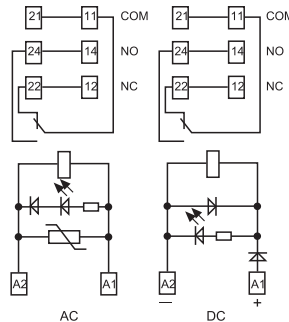 21 11 COM 21 11 COM
24 14 NO 24 14 NO
22 12 NC 22 12 NC
A2 A1 A2 A1
— +
AC DC